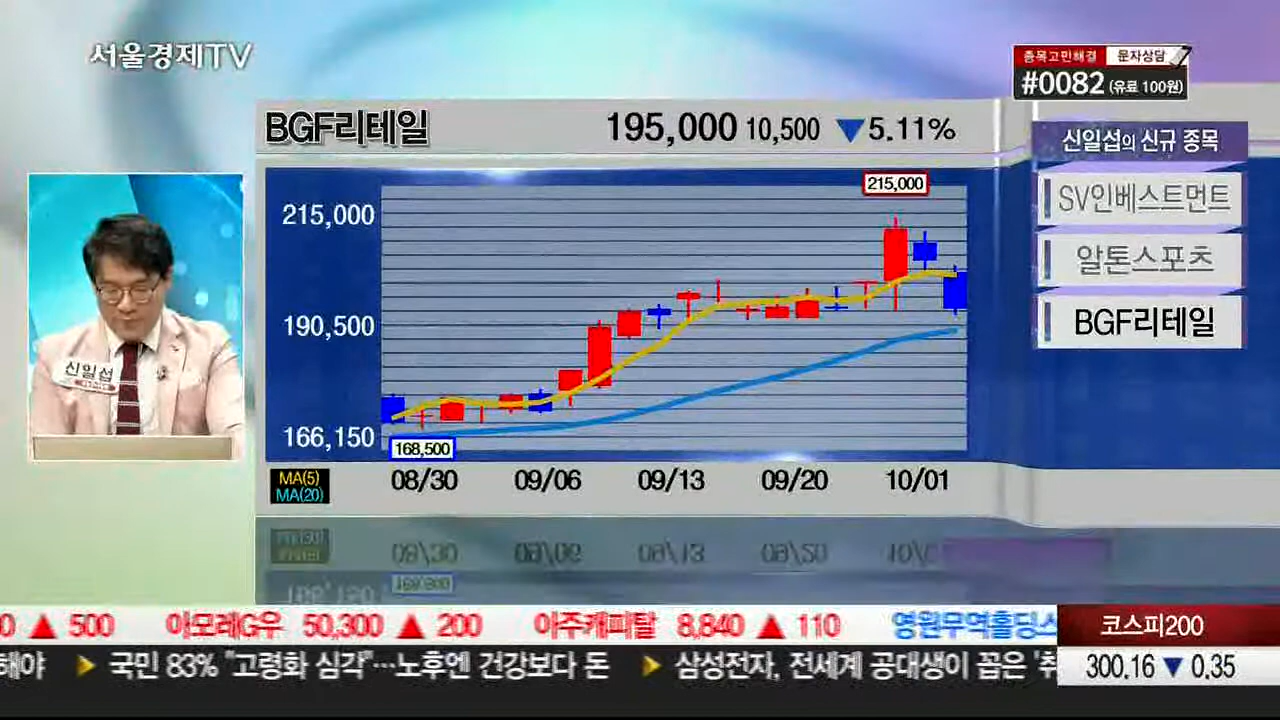 서울경제TV
종목고민해결 문자상담
#0082 (유료 100원)
BGF리테일 195,000 10,500 ▼5.11%
신일섭의 신규 종목
SV인베스트먼트
알톤스포츠
BGF리테일
215,000
215,000
190,500
166,150
168,500
신일섭
MA(5)
MA(20)
08/30 09/06 09/13 09/20 10/01
0 ▲ 500 아모레G우 50,300 ▲ 200 아주캐피탈 8,840 ▲ 110 영원무역홀딩스
코스피200
해야 ▶ 국민 83% "고령화 심각"…노후엔 건강보다 돈 ▶ 삼성전자, 전세계 공대생이 꼽은 '취
300.16 ▼ 0.35